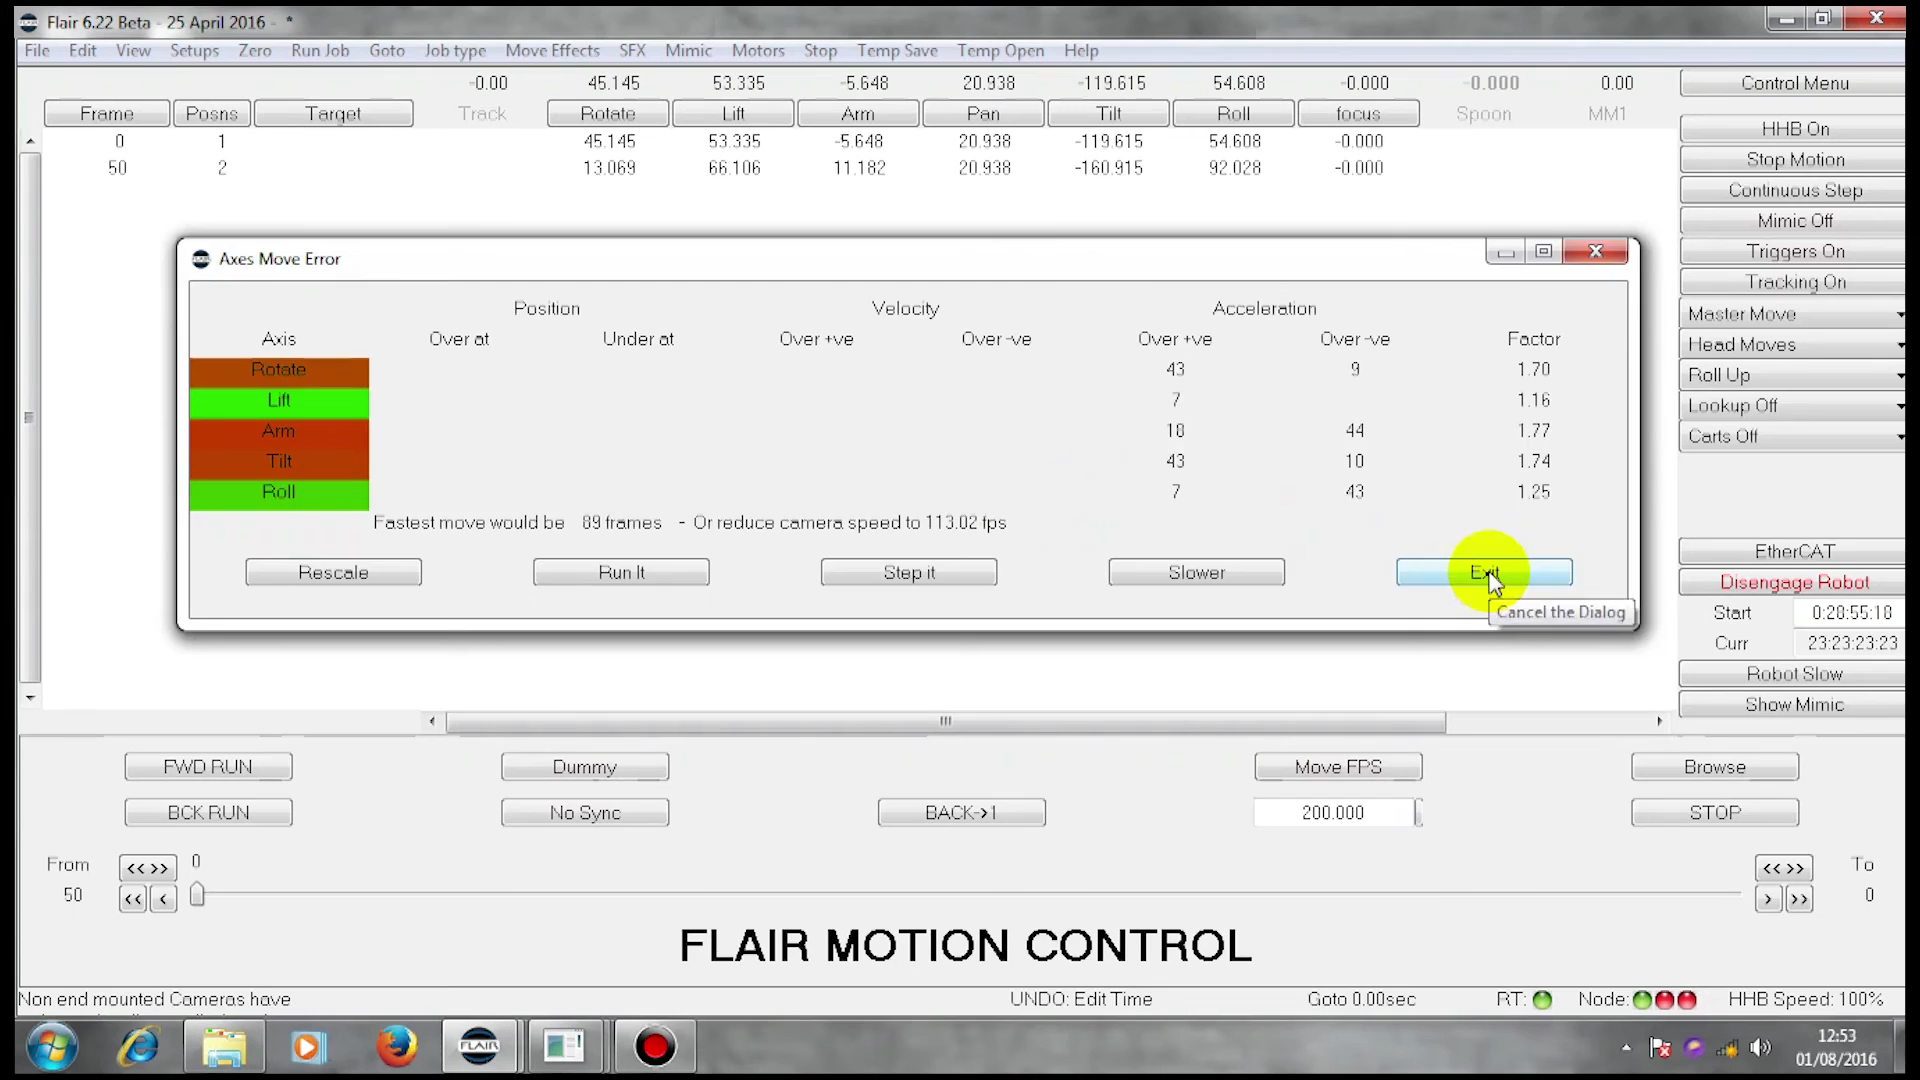 Flair 6.22 Beta - 25 April 2016 - *
File Edit View Setups Zero Run Job Goto Job type Move Effects SFX Mimic Motors Stop Temp Save Temp Open Help
-0.00 45.145 53.335 -5.648 20.938 -119.615 54.608 -0.000 -0.000 0.00
Frame Posns Target Track Rotate Lift Arm Pan Tilt Roll focus Spoon MM1
0 1 45.145 53.335 -5.648 20.938 -119.615 54.608 -0.000
50 2 13.069 66.106 11.182 20.938 -160.915 92.028 -0.000
Control Menu
HHB On
Stop Motion
Continuous Step
Mimic Off
Triggers On
Tracking On
Master Move
Head Moves
Roll Up
Lookup Off
Carts Off
EtherCAT
Disengage Robot
Start 0:28:55:18
Curr 23:23:23:23
Robot Slow
Show Mimic
Axes Move Error
Position Velocity Acceleration
Axis Over at Under at Over +ve Over -ve Over +ve Over -ve Factor
Rotate 43 9 1.70
Lift 7 1.16
Arm 18 44 1.77
Tilt 43 10 1.74
Roll 7 43 1.25
Fastest move would be 89 frames - Or reduce camera speed to 113.02 fps
Rescale Run It Step it Slower Exit
Cancel the Dialog
FWD RUN Dummy Move FPS Browse
BCK RUN No Sync BACK->1 200.000 STOP
From << >> 0 << >> To
50 << < > >> 0
FLAIR MOTION CONTROL
Non end mounted Cameras have UNDO: Edit Time Goto 0.00sec RT: Node: HHB Speed: 100%
FLAIR
12:53
01/08/2016